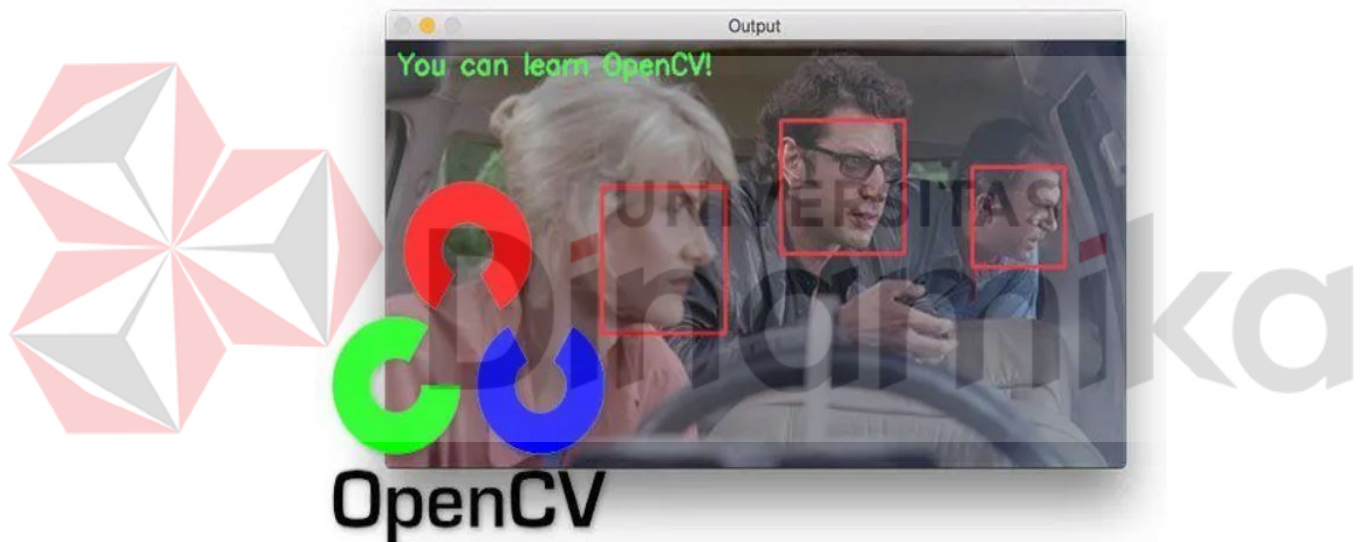 Output
You can learn OpenCV!
UNIVERSITAS
Dinamika
OpenCV